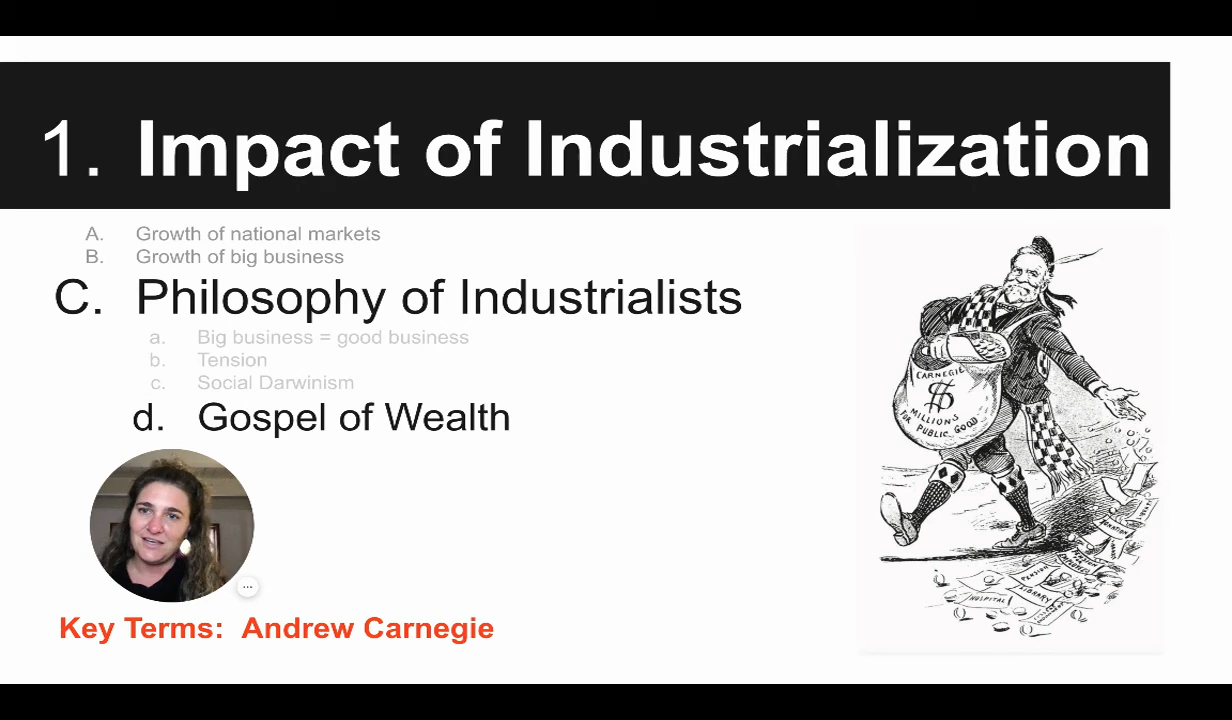 1. Impact of Industrialization
A. Growth of national markets
B. Growth of big business
C. Philosophy of Industrialists
a. Big business = good business
b. Tension
c. Social Darwinism
d. Gospel of Wealth
CARNEGIE
$
MILLIONS
FOR PUBLIC GOOD
DONATION
PENSION
LIBRARY
HOSPITAL
...
Key Terms: Andrew Carnegie